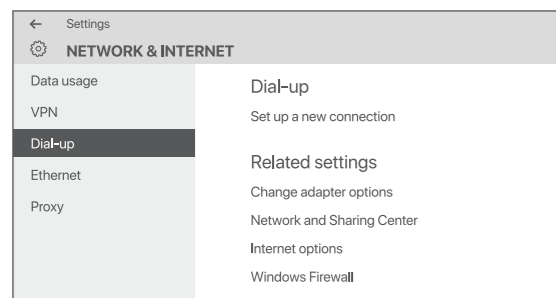 Settings
NETWORK & INTERNET
Data usage
VPN
Dial-up
Ethernet
Proxy
Dial-up
Set up a new connection
Related settings
Change adapter options
Network and Sharing Center
Internet options
Windows Firewall